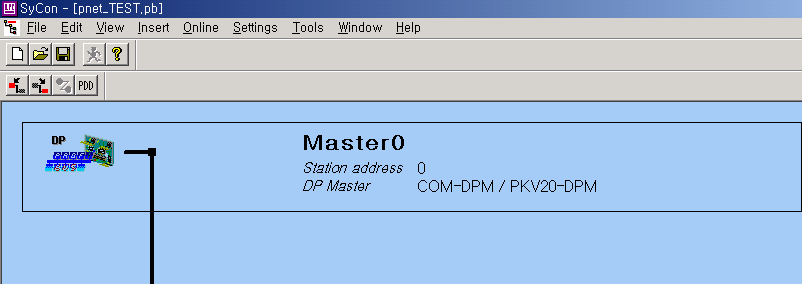 SyCon - [pnet_TEST.pb]
File Edit View Insert Online Settings Tools Window Help
PDD
DP
Master0
Station address 0
DP Master COM-DPM / PKV20-DPM